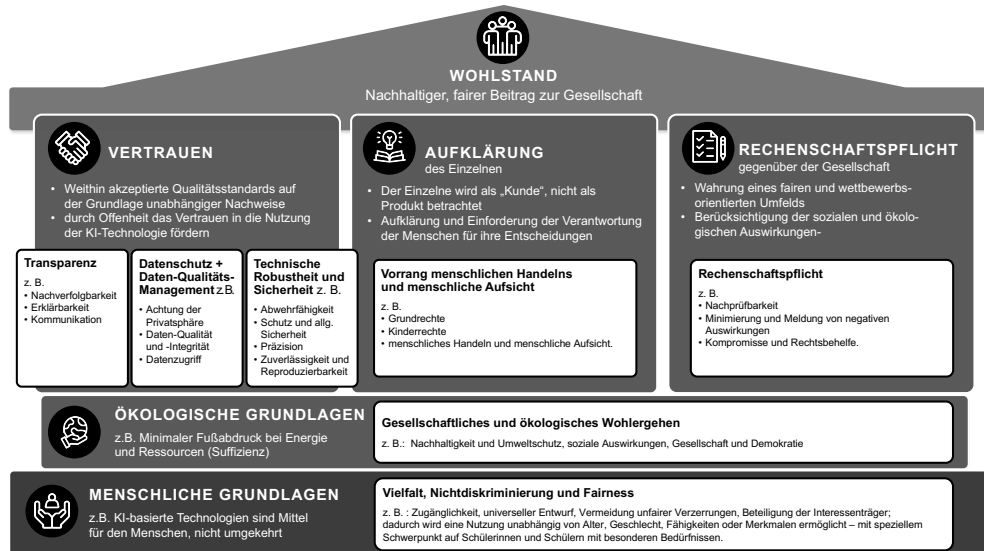 WOHLSTAND
Nachhaltiger, fairer Beitrag zur Gesellschaft
VERTRAUEN
• Weithin akzeptierte Qualitätsstandards auf
der Grundlage unabhängiger Nachweise
• durch Offenheit das Vertrauen in die Nutzung
der KI-Technologie fördern
Transparenz
z. B.
• Nachverfolgbarkeit
• Erklärbarkeit
• Kommunikation
Datenschutz +
Daten-Qualitäts-
Management z.B.
• Achtung der
Privatsphäre
• Daten-Qualität
und -Integrität
• Datenzugriff
Technische
Robustheit und
Sicherheit z. B.
• Abwehrfähigkeit
• Schutz und allg.
Sicherheit
• Präzision
• Zuverlässigkeit und
Reproduzierbarkeit
AUFKLÄRUNG
des Einzelnen
• Der Einzelne wird als „Kunde“, nicht als
Produkt betrachtet
• Aufklärung und Einforderung der Verantwortung
der Menschen für ihre Entscheidungen
Vorrang menschlichen Handelns
und menschliche Aufsicht
z. B.
• Grundrechte
• Kinderrechte
• menschliches Handeln und menschliche Aufsicht.
RECHENSCHAFTSPFLICHT
gegenüber der Gesellschaft
• Wahrung eines fairen und wettbewerbs-
orientierten Umfelds
• Berücksichtigung der sozialen und ökolo-
gischen Auswirkungen-
Rechenschaftspflicht
z. B.
• Nachprüfbarkeit
• Minimierung und Meldung von negativen
Auswirkungen
• Kompromisse und Rechtsbehelfe.
ÖKOLOGISCHE GRUNDLAGEN
z.B. Minimaler Fußabdruck bei Energie
und Ressourcen (Suffizienz)
Gesellschaftliches und ökologisches Wohlergehen
z. B.: Nachhaltigkeit und Umweltschutz, soziale Auswirkungen, Gesellschaft und Demokratie
MENSCHLICHE GRUNDLAGEN
z.B. KI-basierte Technologien sind Mittel
für den Menschen, nicht umgekehrt
Vielfalt, Nichtdiskriminierung und Fairness
z. B. : Zugänglichkeit, universeller Entwurf, Vermeidung unfairer Verzerrungen, Beteiligung der Interessenträger;
dadurch wird eine Nutzung unabhängig von Alter, Geschlecht, Fähigkeiten oder Merkmalen ermöglicht – mit speziellem
Schwerpunkt auf Schülerinnen und Schülern mit besonderen Bedürfnissen.